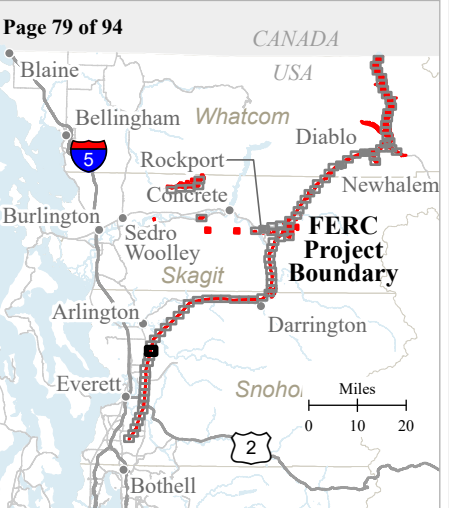 Page 79 of 94
CANADA
USA
Blaine
Bellingham
Whatcom
5
Diablo
Rockport
Newhalem
Concrete
Burlington
Sedro
Woolley
FERC
Project
Boundary
Skagit
Arlington
Darrington
Everett
Snoho
Miles
0 10 20
2
Bothell